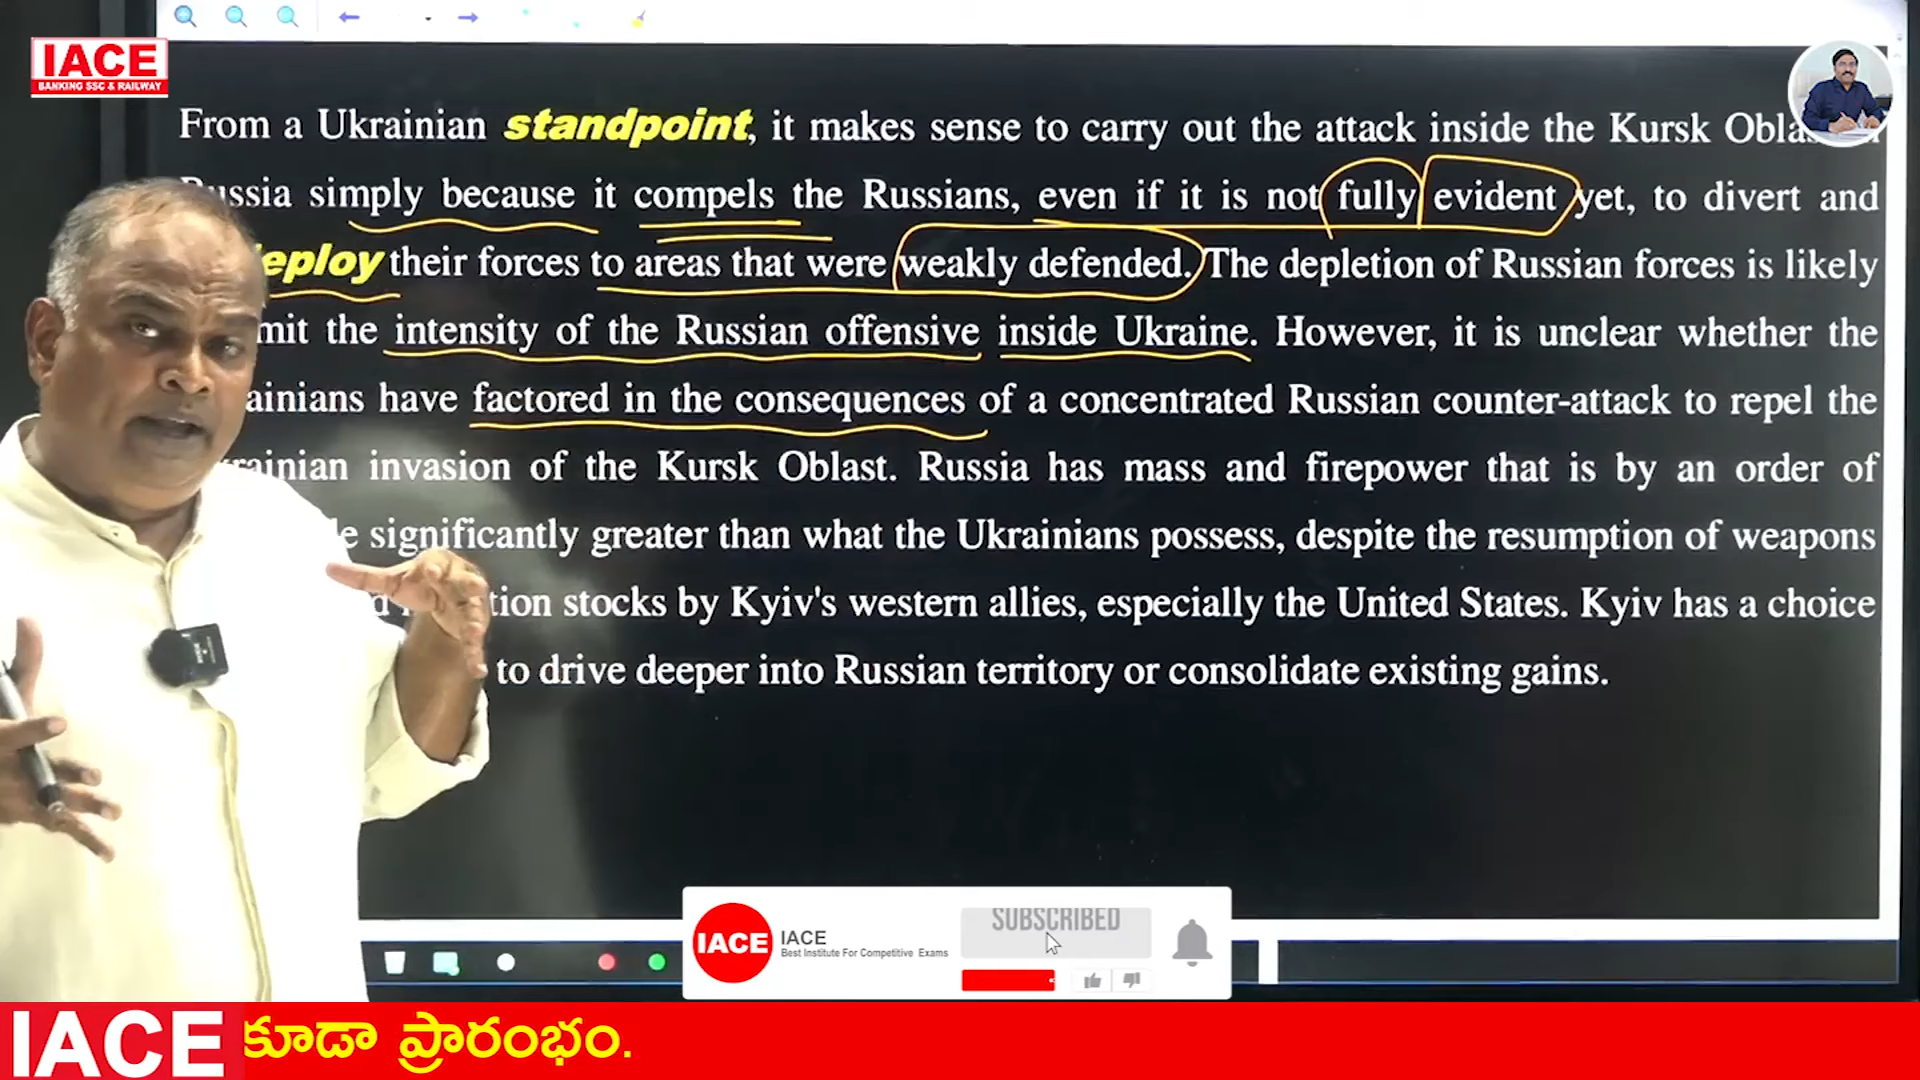 IACE
BANKING SSC & RAILWAY
From a Ukrainian standpoint, it makes sense to carry out the attack inside the Kursk
simply because it compels the Russians, even if it is not fully evident yet, to divert and
their forces to areas that were weakly defended. The depletion of Russian forces is likely
the intensity of the Russian offensive inside Ukraine. However, it is unclear whether the
have factored in the consequences of a concentrated Russian counter-attack to repel the
invasion of the Kursk Oblast. Russia has mass and firepower that is by an order of
significantly greater than what the Ukrainians possess, despite the resumption of weapons
stocks by Kyiv's western allies, especially the United States. Kyiv has a choice
to drive deeper into Russian territory or consolidate existing gains.
IACE
IACE
Best Institute For Competitive Exams
SUBSCRIBED
IACE
కూడా ప్రారంభం.